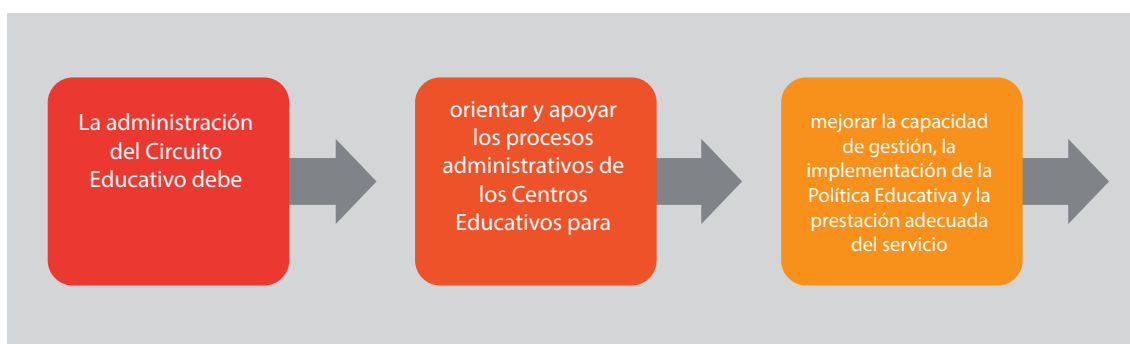 La administración
del Circuito
Educativo debe
orientar y apoyar
los procesos
administrativos de
los Centros
Educativos para
mejorar la capacidad
de gestión, la
implementación de la
Política Educativa y la
prestación adecuada
del servicio